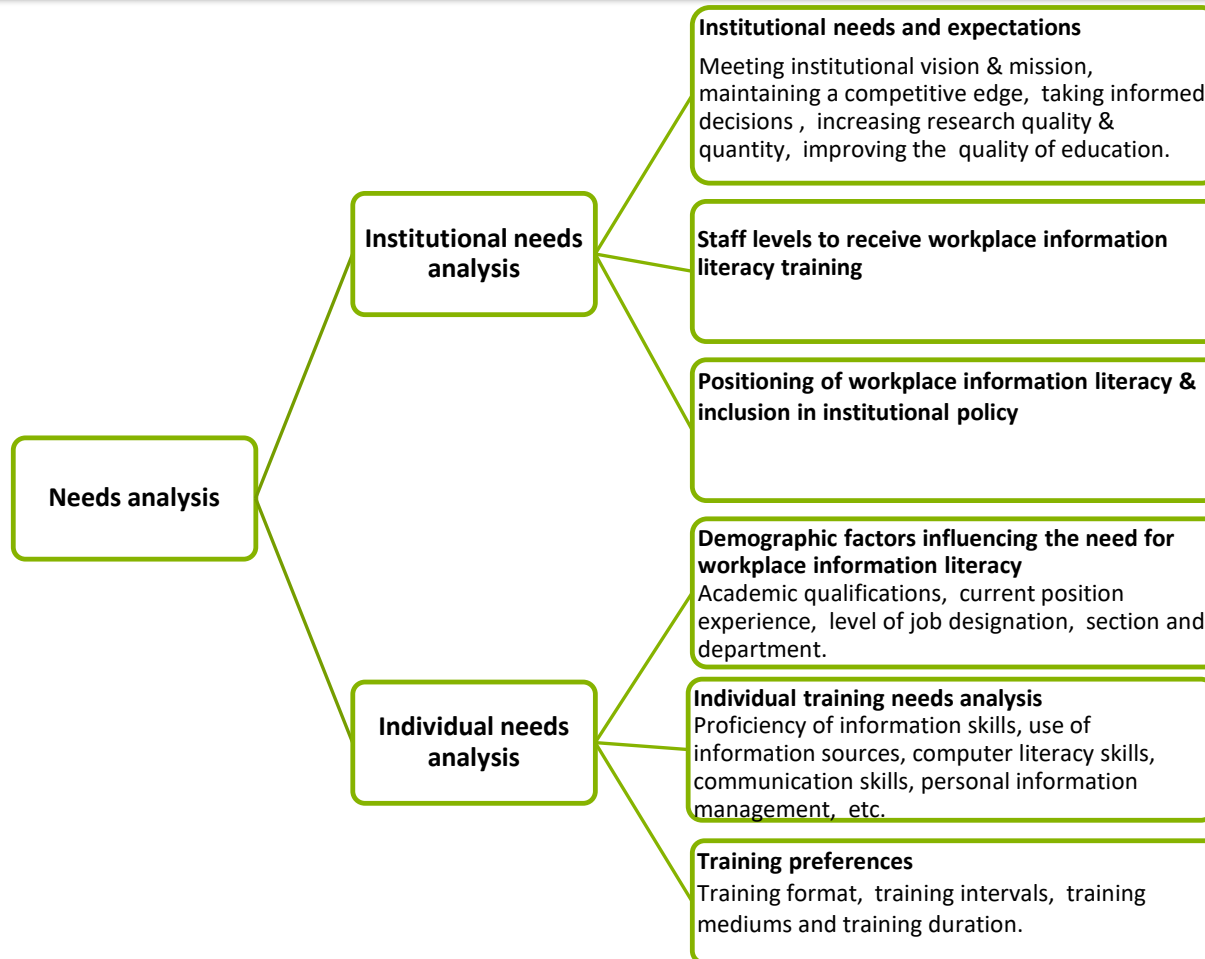 Institutional needs and expectations
Meeting institutional vision & mission,
maintaining a competitive edge, taking informed
decisions , increasing research quality &
quantity, improving the quality of education.
Institutional needs
analysis
Staff levels to receive workplace information
literacy training
Positioning of workplace information literacy &
inclusion in institutional policy
Needs analysis
Demographic factors influencing the need for
workplace information literacy
Academic qualifications, current position
experience, level of job designation, section and
department.
Individual needs
analysis
Individual training needs analysis
Proficiency of information skills, use of
information sources, computer literacy skills,
communication skills, personal information
management, etc.
Training preferences
Training format, training intervals, training
mediums and training duration.